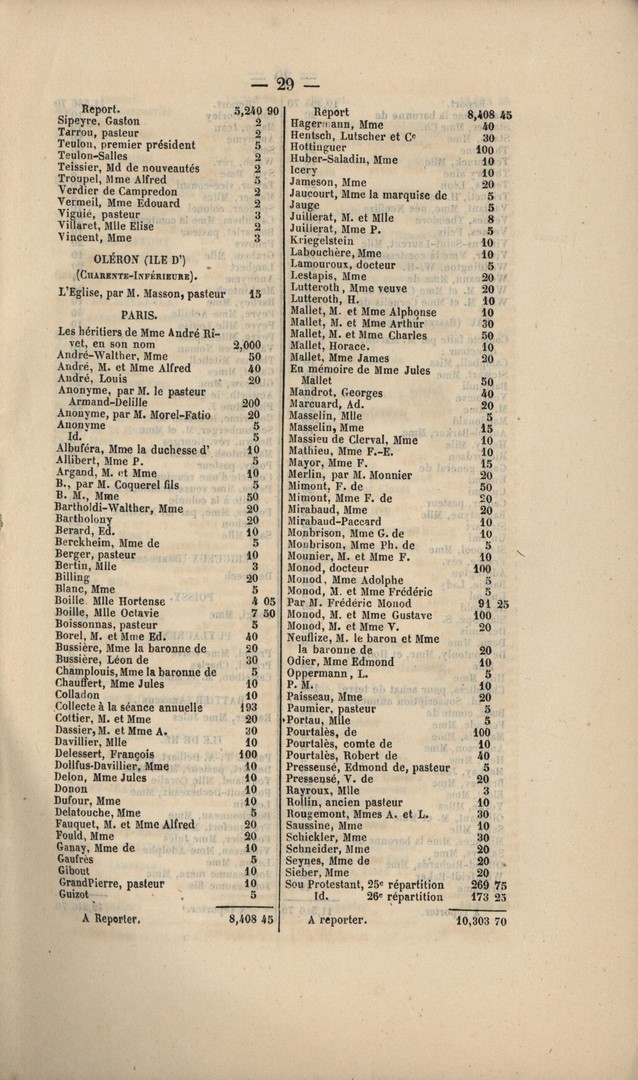 — 29 —
Report. 5,240 90
Sipeyre, Gaston 2
Tarrou, pasteur 2
Teulon, premier président 5
Teulon-Salles 2
Teissier, Md de nouveautés 2
Troupel, Mme Alfred 5
Verdier de Campredon 2
Vermeil, Mme Edouard 2
Viguié, pasteur 3
Villaret, Mlle Elise 2
Vincent, Mme 3
OLÉRON (ILE D')
(CHARENTE-INFÉRIEURE).
L'Eglise, par M. Masson, pasteur 15
PARIS.
Les héritiers de Mme André Ri-
vet, en son nom 2,000
André-Walther, Mme 50
André, M. et Mme Alfred 40
André, Louis 20
Anonyme, par M. le pasteur
Armand-Delille 200
Anonyme, par M. Morel-Fatio 20
Anonyme 5
Id. 5
Albuféra, Mme la duchesse d' 10
Allibert, Mme P. 5
Argand, M. et Mme 10
B., par M. Coquerel fils 5
B. M., Mme 50
Bartholdi-Walther, Mme 20
Bartholony 20
Berard, Ed. 10
Berckheim, Mme de 5
Berger, pasteur 10
Bertin, Mlle 3
Billing 20
Blanc, Mme 5
Boille Mlle Hortense 4 05
Boille, Mlle Octavie 7 50
Boissonnas, pasteur 5
Borel, M. et Mme Ed. 40
Bussière, Mme la baronne de 20
Bussière, Léon de 30
Champlouis, Mme la baronne de 5
Chauffert, Mme Jules 10
Colladon 10
Collecte à la séance annuelle 193
Cottier, M. et Mme 20
Dassier, M. et Mme A. 30
Davillier, Mlle 10
Delessert, François 100
Dollfus-Davillier, Mme 10
Delon, Mme Jules 10
Donon 10
Dufour, Mme 10
Delatouche, Mme 5
Fauquet, M. et Mme Alfred 20
Fould, Mme 20
Ganay, Mme de 10
Gaufrès 5
Gibout 10
GrandPierre, pasteur 10
Guizot 5
A Reporter. 8,408 45
Report 8,408 45
Hagermann, Mme 40
Hentsch, Lutscher et Ce 30
Hottinguer 100
Huber-Saladin, Mme 10
Icery 10
Jameson, Mme 20
Jaucourt, Mme la marquise de 5
Jauge 5
Juillerat, M. et Mlle 8
Juillerat, Mme P. 5
Kriegelstein 10
Labouchère, Mme 10
Lamouroux, docteur 5
Lestapis, Mme 20
Lutteroth, Mme veuve 20
Lutteroth, H. 10
Mallet, M. et Mme Alphonse 10
Mallet, M. et Mme Arthur 30
Mallet, M. et Mme Charles 50
Mallet, Horace. 10
Mallet, Mme James 20
En mémoire de Mme Jules
Mallet 50
Mandrot, Georges 40
Marcuard, Ad. 20
Masselin, Mlle 5
Masselin, Mme 15
Massieu de Clerval, Mme 10
Mathieu, Mme F.-E. 10
Mayor, Mme F. 15
Merlin, par M. Monnier 20
Mimont, F. de 50
Mimont, Mme F. de 20
Mirabaud, Mme 20
Mirabaud-Paccard 10
Monbrison, Mme G. de 10
Monbrison, Mme Ph. de 5
Mounier, M. et Mme F. 10
Monod, docteur 100
Monod, Mme Adolphe 5
Monod, M. et Mme Frédéric 5
Par M. Frédéric Monod 91 25
Monod, M. et Mme Gustave 100
Monod, M. et Mme V. 20
Neuflize, M. le baron et Mme
la baronne de 20
Odier, Mme Edmond 10
Oppermann, L. 5
P. M. 10
Paisseau, Mme 20
Paumier, pasteur 5
Portau, Mlle 5
Pourtalès, de 100
Pourtalès, comte de 10
Pourtalès, Robert de 40
Pressensé, Edmond de, pasteur 5
Pressensé, V. de 20
Rayroux, Mlle 3
Rollin, ancien pasteur 10
Rougemont, Mmes A. et L. 30
Saussine, Mme 10
Schickler, Mme 30
Schneider, Mme 20
Seynes, Mme de 20
Sieber, Mme 20
Sou Protestant, 25e répartition 269 75
Id. 26e répartition 173 25
A reporter. 10,303 70